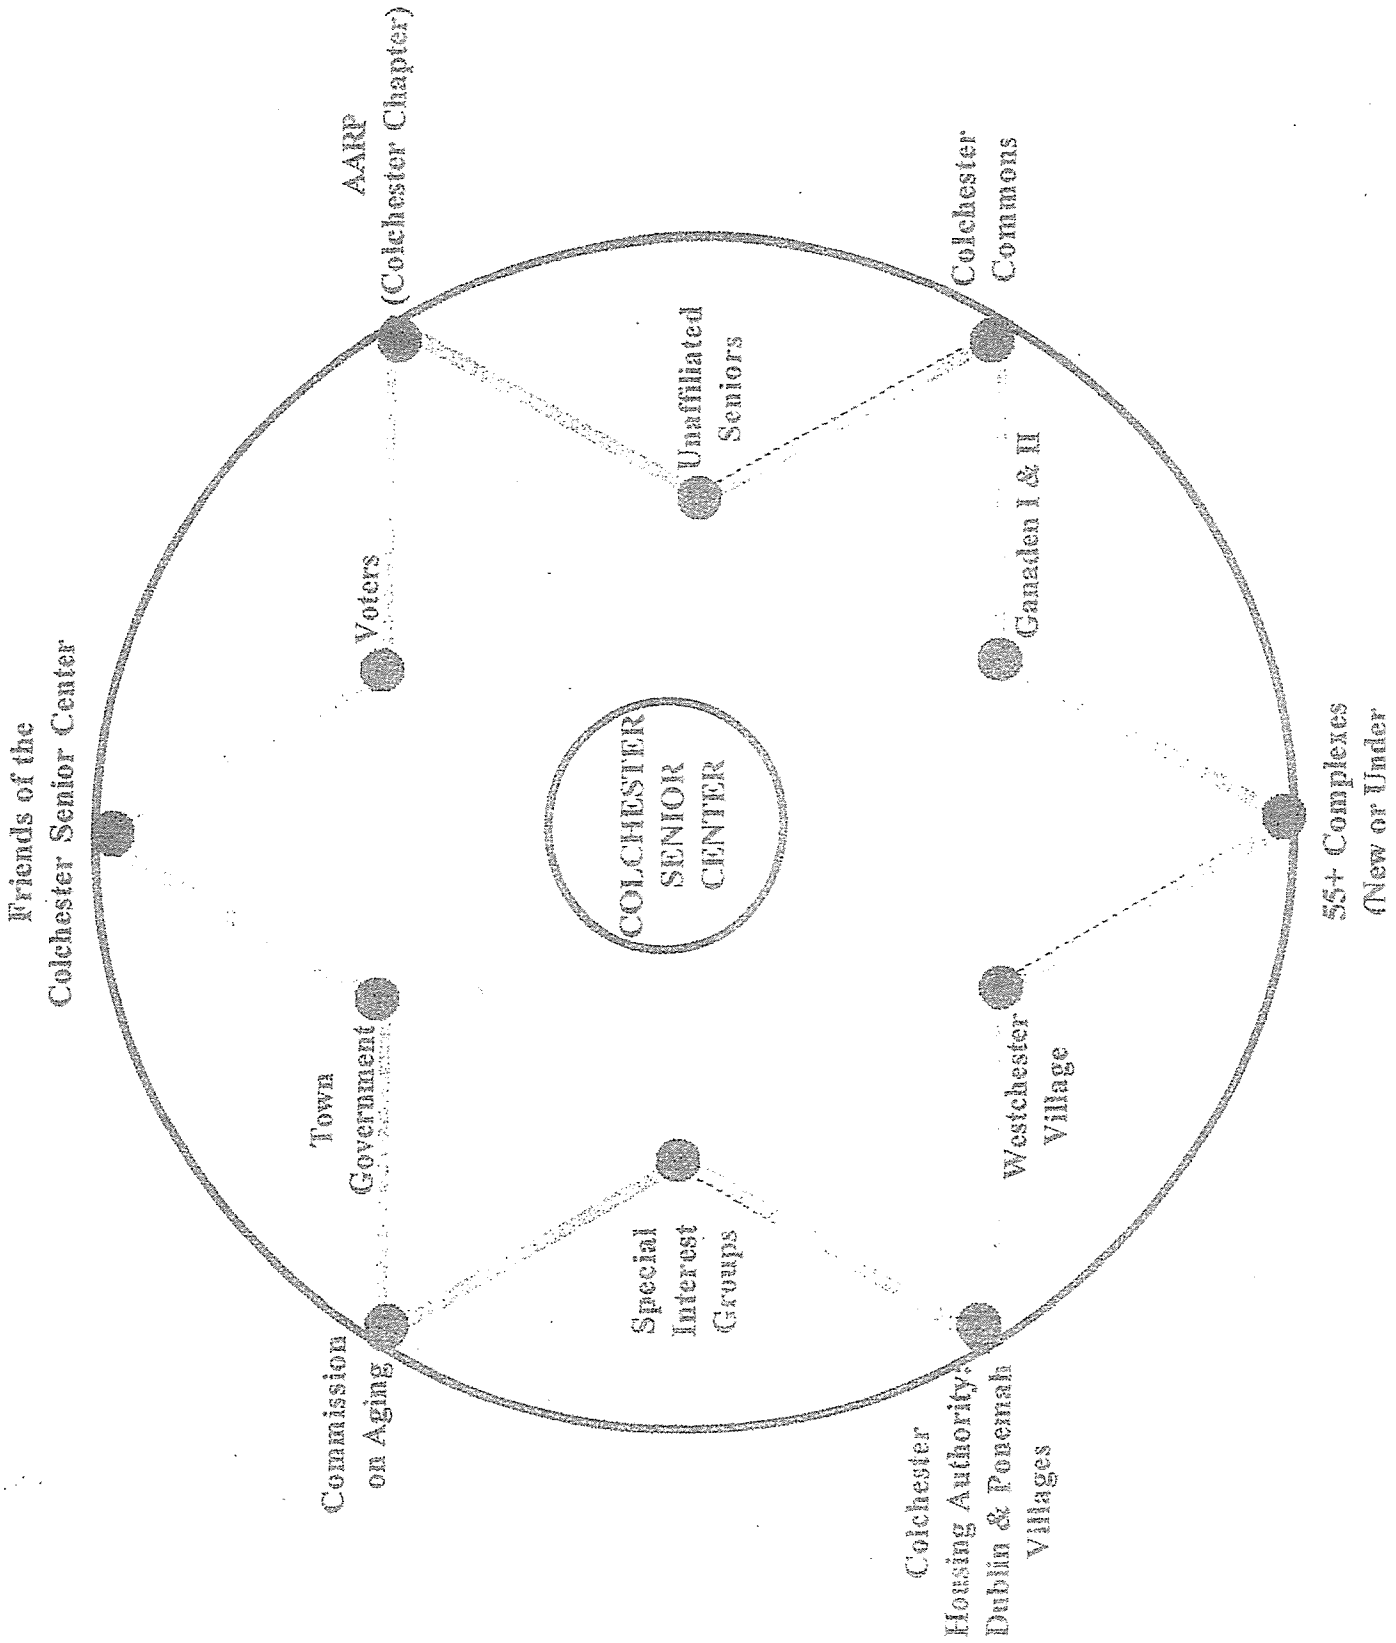 Friends of the
Colchester Senior Center
AARP
(Colchester Chapter)
Colchester
Commons
55+ Complexes
(New or Under
Colchester
Housing Authority:
Dublin & Ponemah
Villages
Commission
on Aging
Voters
Unaffiliated
Seniors
Ganaden I & II
Westchester
Village
Special
Interest
Groups
Town
Government
COLCHESTER
SENIOR
CENTER